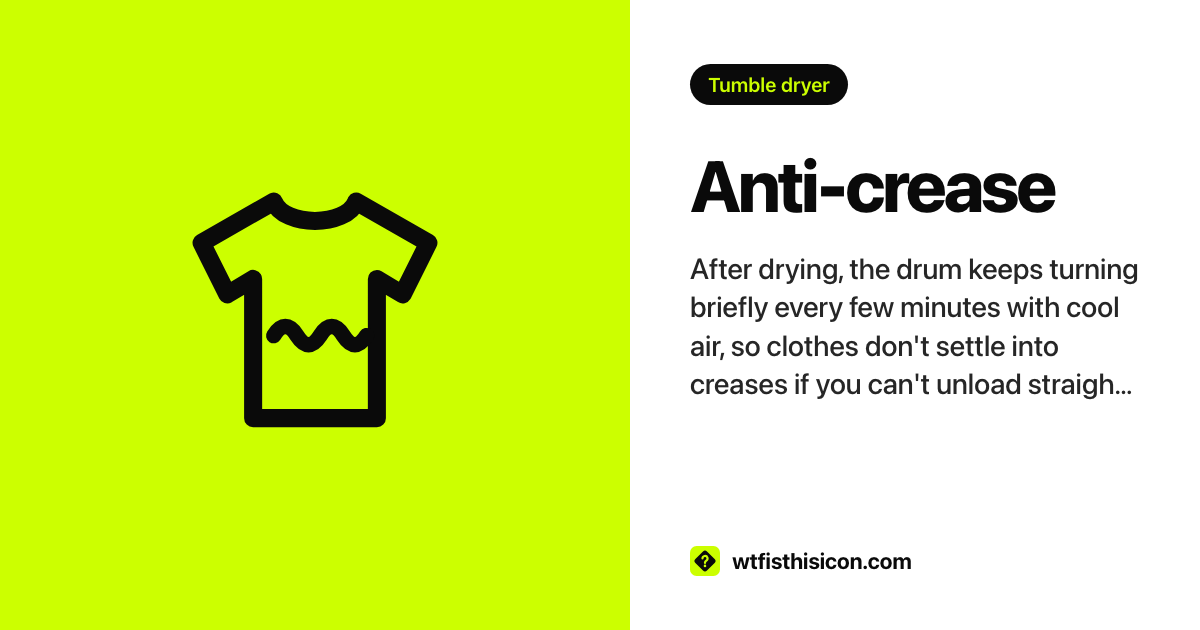 Tumble dryer
Anti-crease
After drying, the drum keeps turning
briefly every few minutes with cool
air, so clothes don't settle into
creases if you can't unload straigh...
wtfisthisicon.com